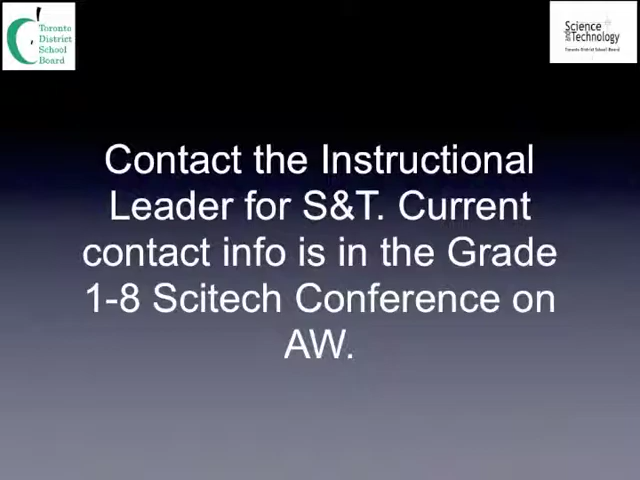 Toronto
District
School
Board
Science
and Technology
Toronto District School Board
Contact the Instructional
Leader for S&T. Current
contact info is in the Grade
1-8 Scitech Conference on
AW.